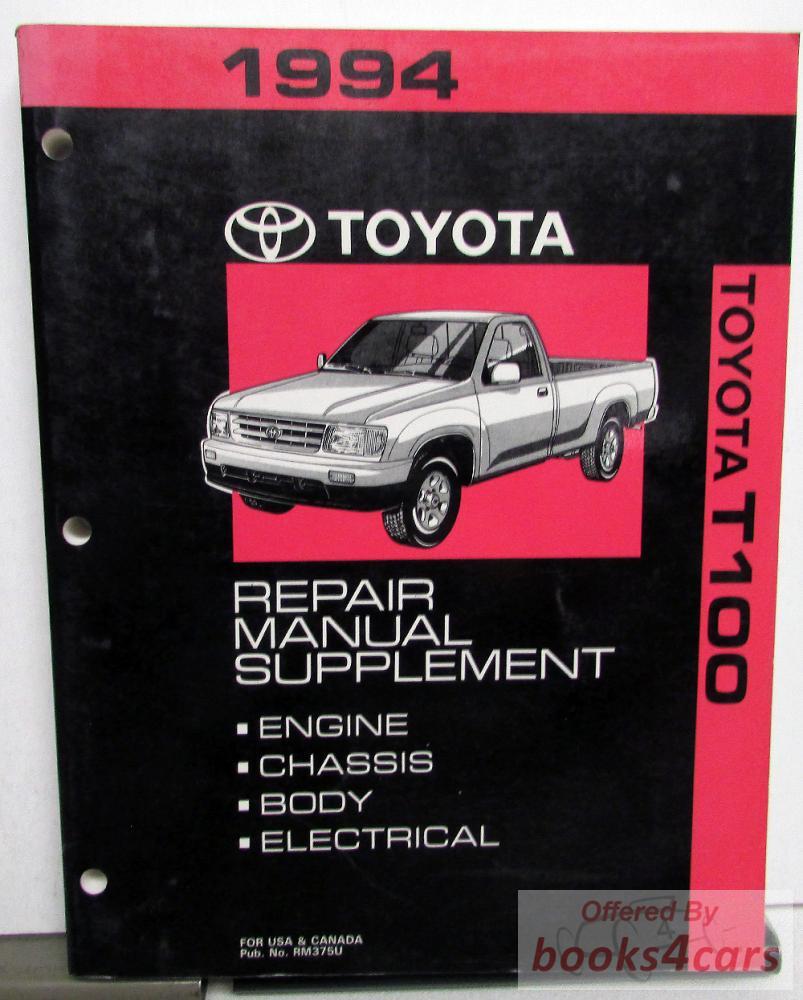 1994
TOYOTA
TOYOTA T100
REPAIR
MANUAL
SUPPLEMENT
▪ ENGINE
▪ CHASSIS
▪ BODY
▪ ELECTRICAL
FOR USA & CANADA
Pub. No. RM375U
Offered By
4
books4cars